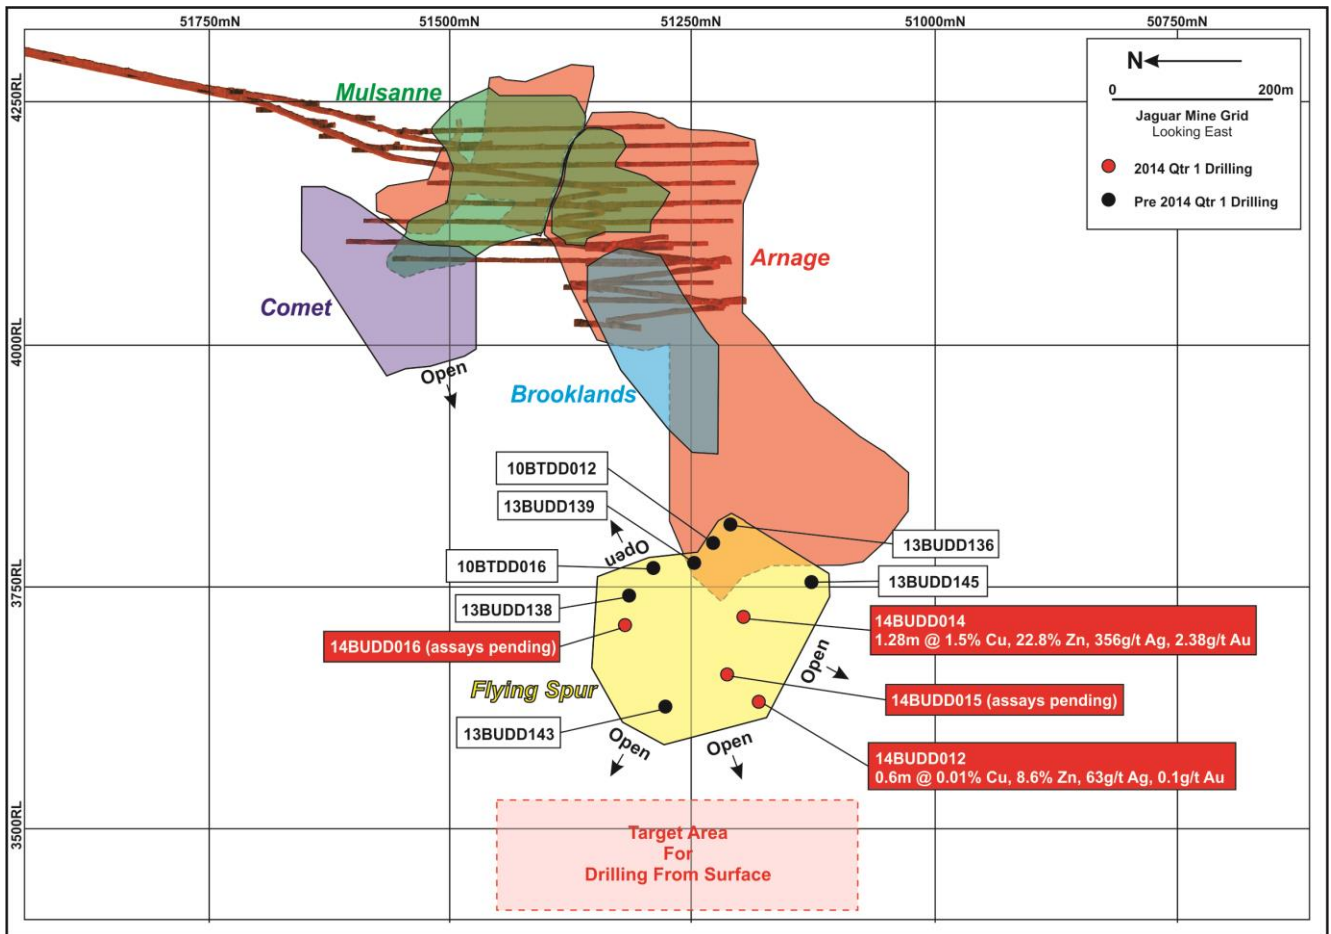 51750mN
51500mN
51250mN
51000mN
50750mN
4250RL
4000RL
3750RL
3500RL
N
0 200m
Jaguar Mine Grid
Looking East
2014 Qtr 1 Drilling
Pre 2014 Qtr 1 Drilling
Mulsanne
Arnage
Comet
Open
Brooklands
10BTDD012
13BUDD139
Open
13BUDD136
10BTDD016
13BUDD145
13BUDD138
14BUDD014
1.28m @ 1.5% Cu, 22.8% Zn, 356g/t Ag, 2.38g/t Au
14BUDD016 (assays pending)
Open
Flying Spur
14BUDD015 (assays pending)
13BUDD143
Open
Open
14BUDD012
0.6m @ 0.01% Cu, 8.6% Zn, 63g/t Ag, 0.1g/t Au
Target Area
For
Drilling From Surface